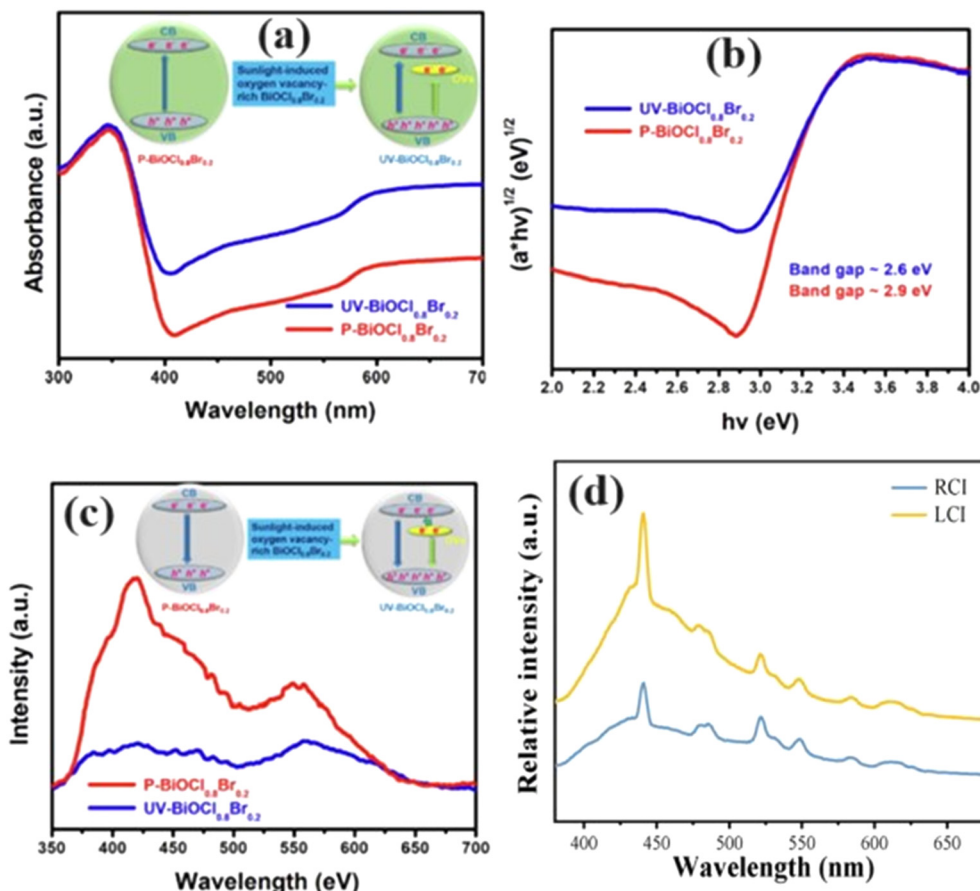 (a)
CB
e⁻ e⁻ e⁻
h⁺ h⁺ h⁺
VB
P-BiOCl₀.₈Br₀.₂
Sunlight-induced
oxygen vacancy-
rich BiOCl₀.₈Br₀.₂
CB
e⁻ e⁻ e⁻
e⁻ e⁻
OVs
h⁺ h⁺ h⁺ h⁺ h⁺
VB
UV-BiOCl₀.₈Br₀.₂
Absorbance (a.u.)
UV-BiOCl₀.₈Br₀.₂
P-BiOCl₀.₈Br₀.₂
300 400 500 600 70
Wavelength (nm)
(b)
UV-BiOCl₀.₈Br₀.₂
P-BiOCl₀.₈Br₀.₂
(a*hν)^1/2 (eV)^1/2
Band gap ~ 2.6 eV
Band gap ~ 2.9 eV
2.0 2.2 2.4 2.6 2.8 3.0 3.2 3.4 3.6 3.8 4.0
hν (eV)
(c)
CB
e⁻ e⁻ e⁻
h⁺ h⁺ h⁺
VB
P-BiOCl₀.₈Br₀.₂
Sunlight-induced
oxygen vacancy-
rich BiOCl₀.₈Br₀.₂
CB
e⁻ e⁻ e⁻
e⁻ e⁻
h⁺ h⁺ h⁺ h⁺ h⁺
VB
UV-BiOCl₀.₈Br₀.₂
Intensity (a.u.)
P-BiOCl₀.₈Br₀.₂
UV-BiOCl₀.₈Br₀.₂
350 400 450 500 550 600 650 700
Wavelength (eV)
(d)
RCI
LCI
Relative intensity (a.u.)
400 450 500 550 600 650
Wavelength (nm)